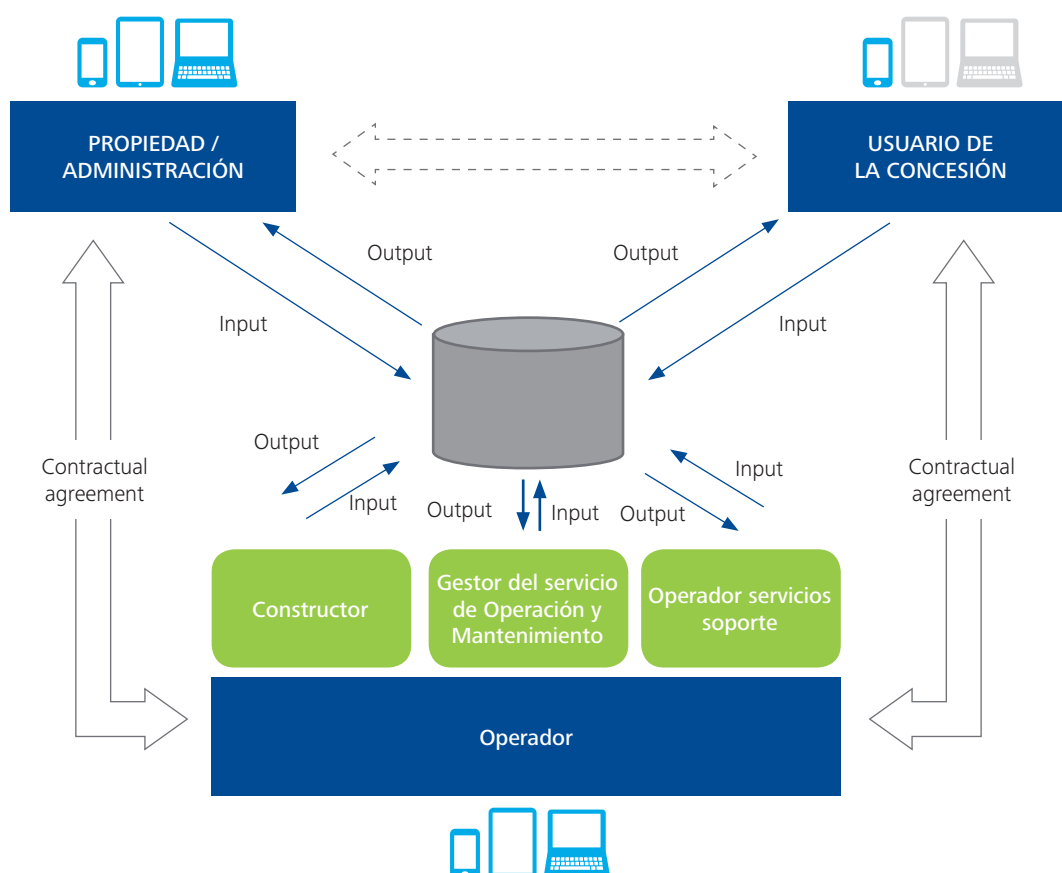 PROPIEDAD /
ADMINISTRACIÓN
USUARIO DE
LA CONCESIÓN
Output
Output
Input
Input
Output
Input
Contractual
agreement
Input
Contractual
agreement
Input
Output
Input
Output
Constructor
Gestor del servicio
de Operación y
Mantenimiento
Operador servicios
soporte
Operador